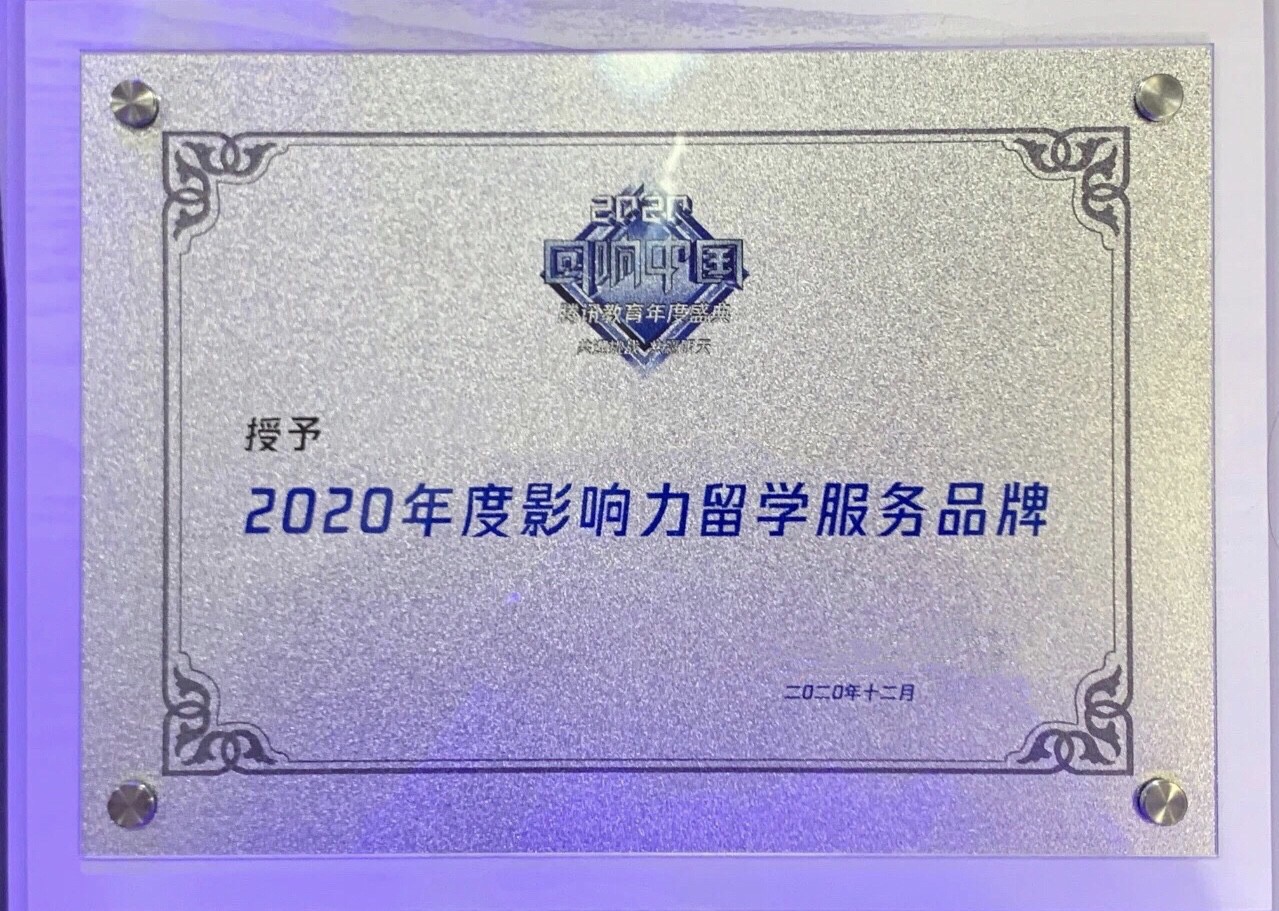 2020
回响中国
腾讯教育年度盛典
授予
2020年度影响力留学服务品牌
二〇二〇年十二月